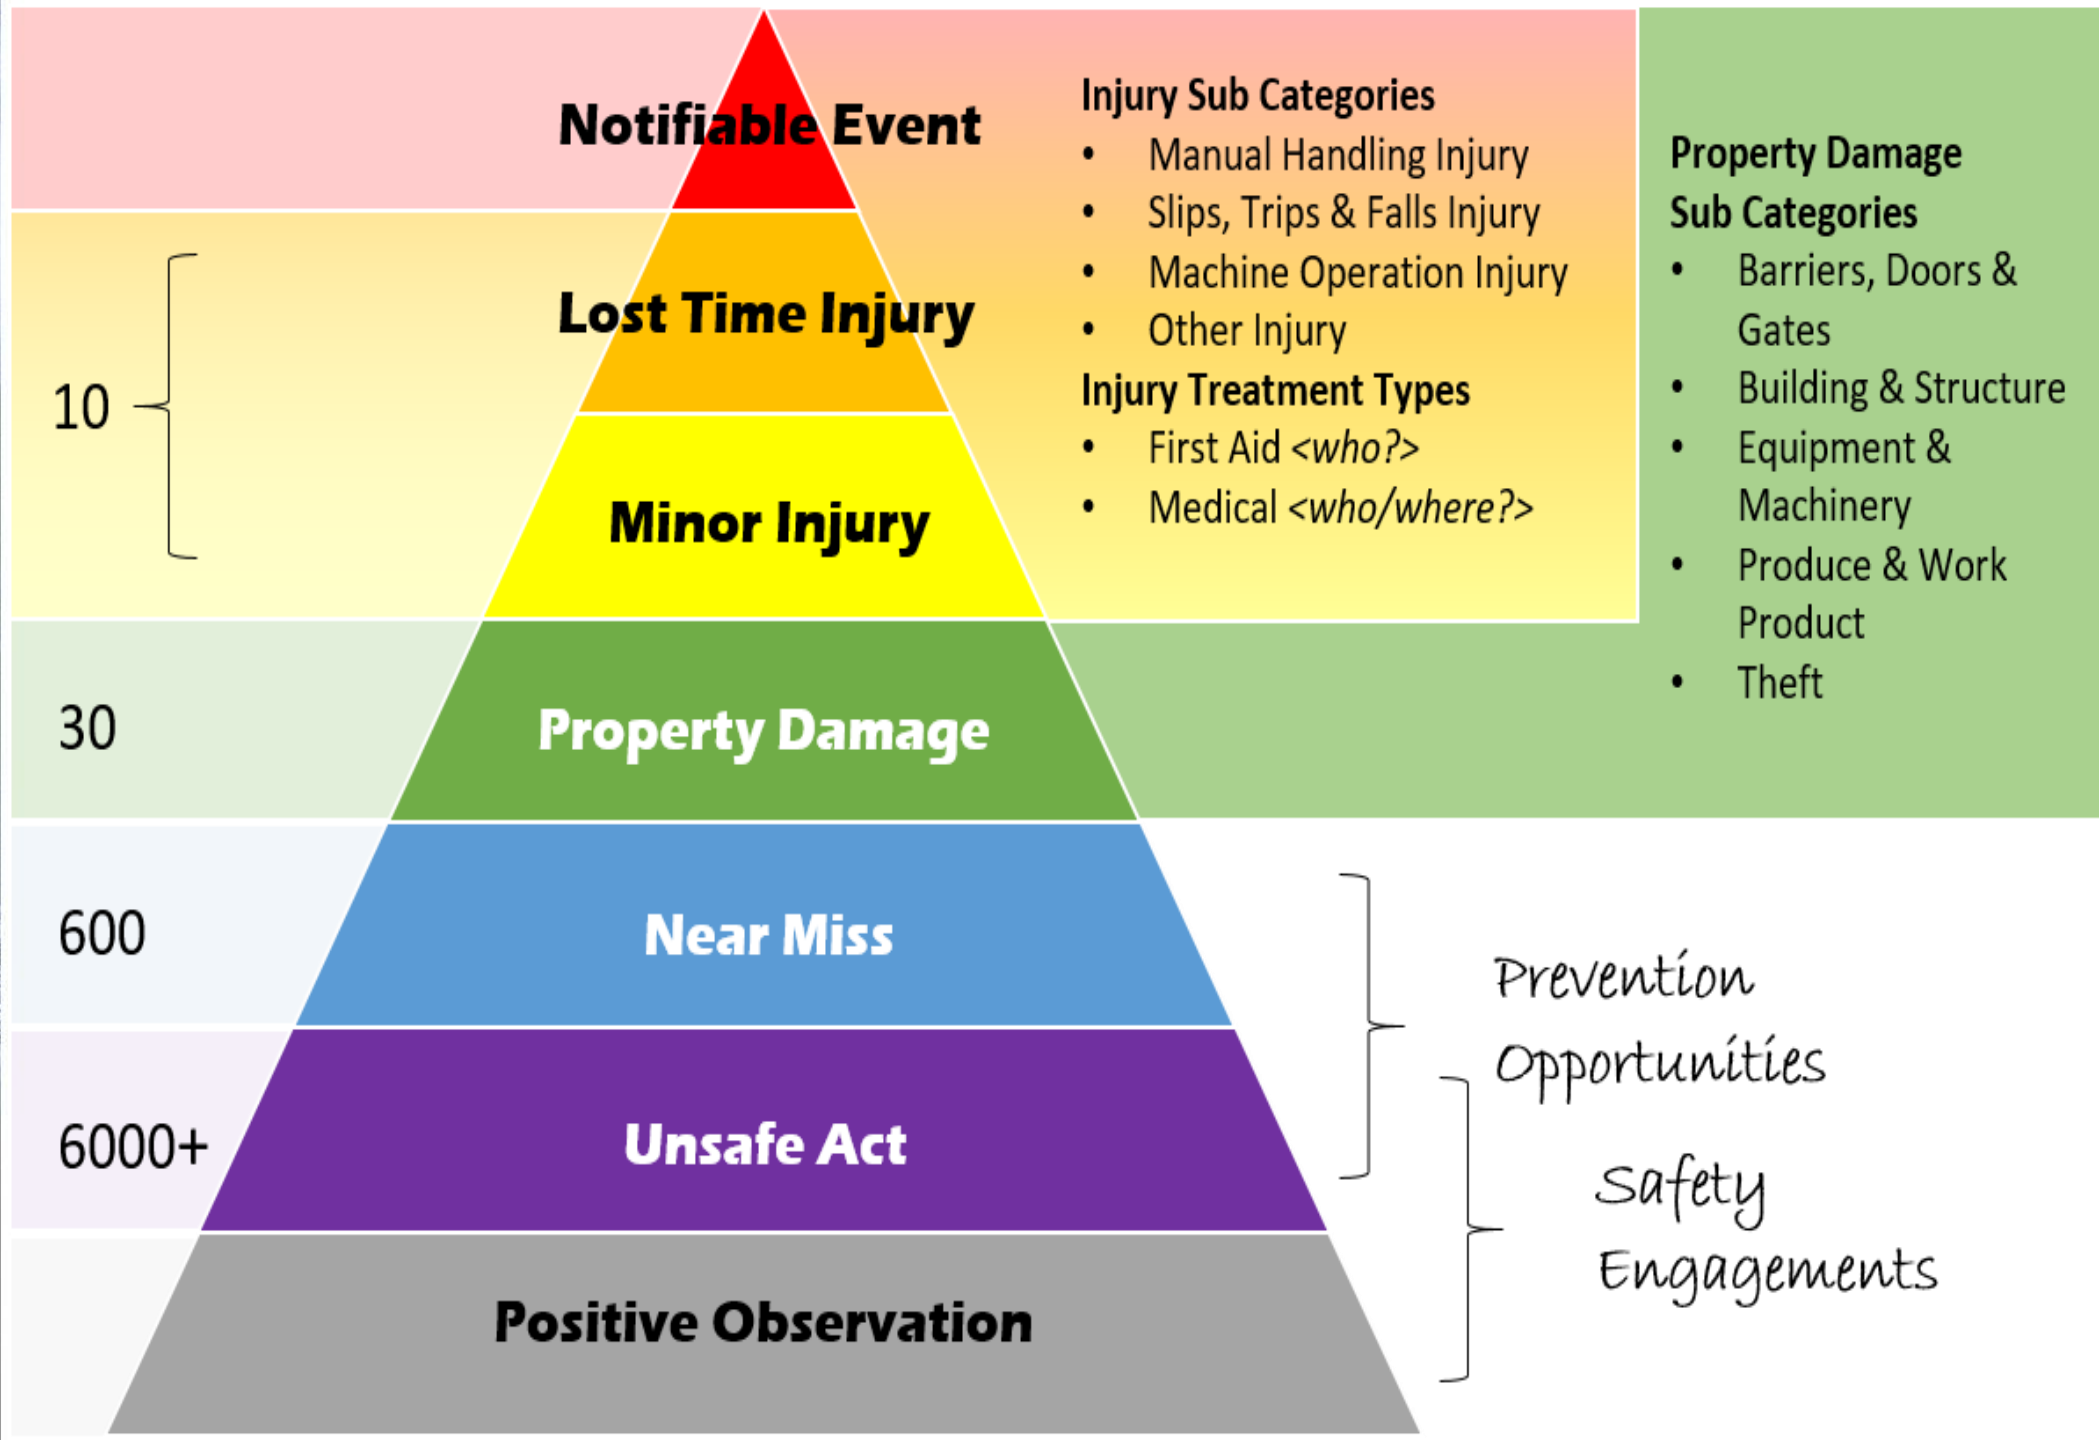 Notifiable Event
Lost Time Injury
10
Minor Injury
30
Property Damage
600
Near Miss
6000+
Unsafe Act
Positive Observation
Injury Sub Categories
• Manual Handling Injury
• Slips, Trips & Falls Injury
• Machine Operation Injury
• Other Injury
Injury Treatment Types
• First Aid <who?>
• Medical <who/where?>
Property Damage
Sub Categories
• Barriers, Doors &
Gates
• Building & Structure
• Equipment &
Machinery
• Produce & Work
Product
• Theft
Prevention
Opportunities
Safety
Engagements